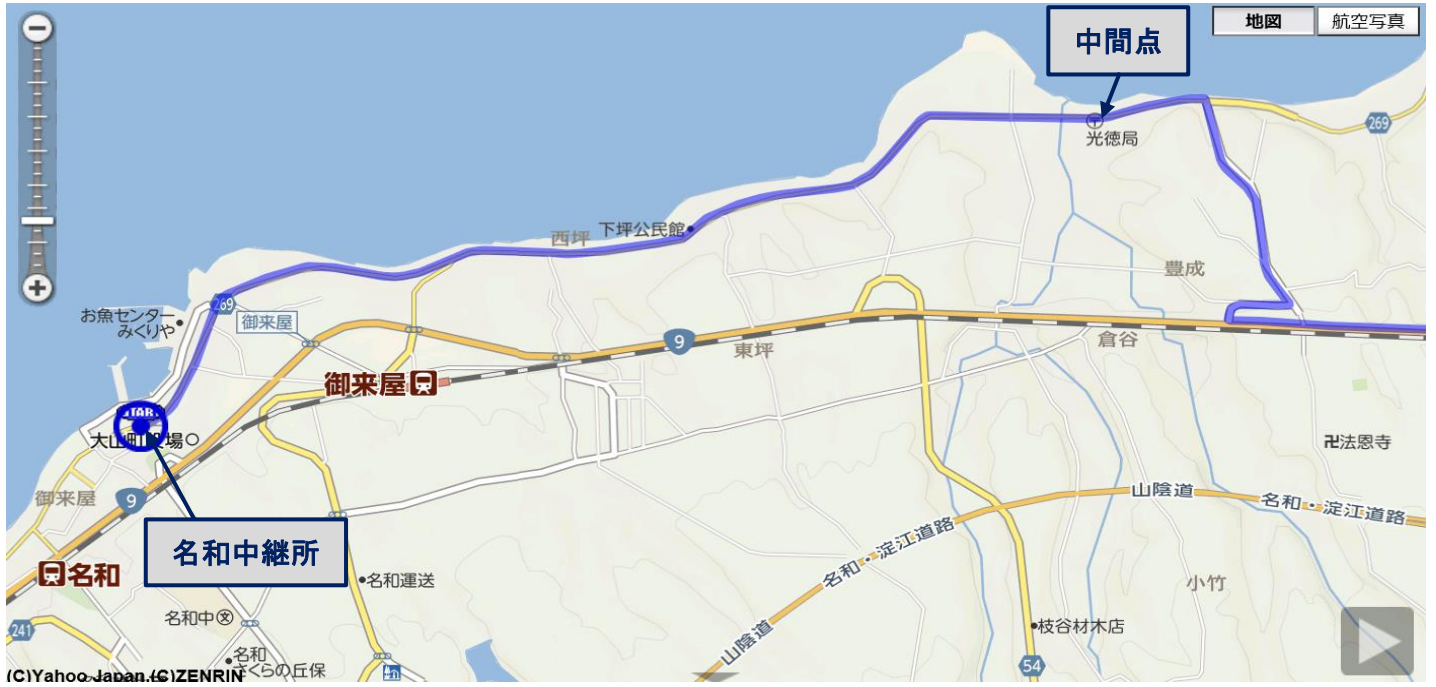 地図
航空写真
中間点
269
光徳局
下坪公民館
西坪
豊成
269
お魚センター
みくりや
御来屋
9
東坪
倉谷
御来屋
START
大山町役場
卍法恩寺
御来屋
9
山陰道
名和・淀江道路
名和・淀江道路
名和中継所
名和
名和運送
小竹
名和中
文
241
山陰道
枝谷材木店
54
名和
さくらの丘保
(C)Yahoo Japan,(C)ZENRIN